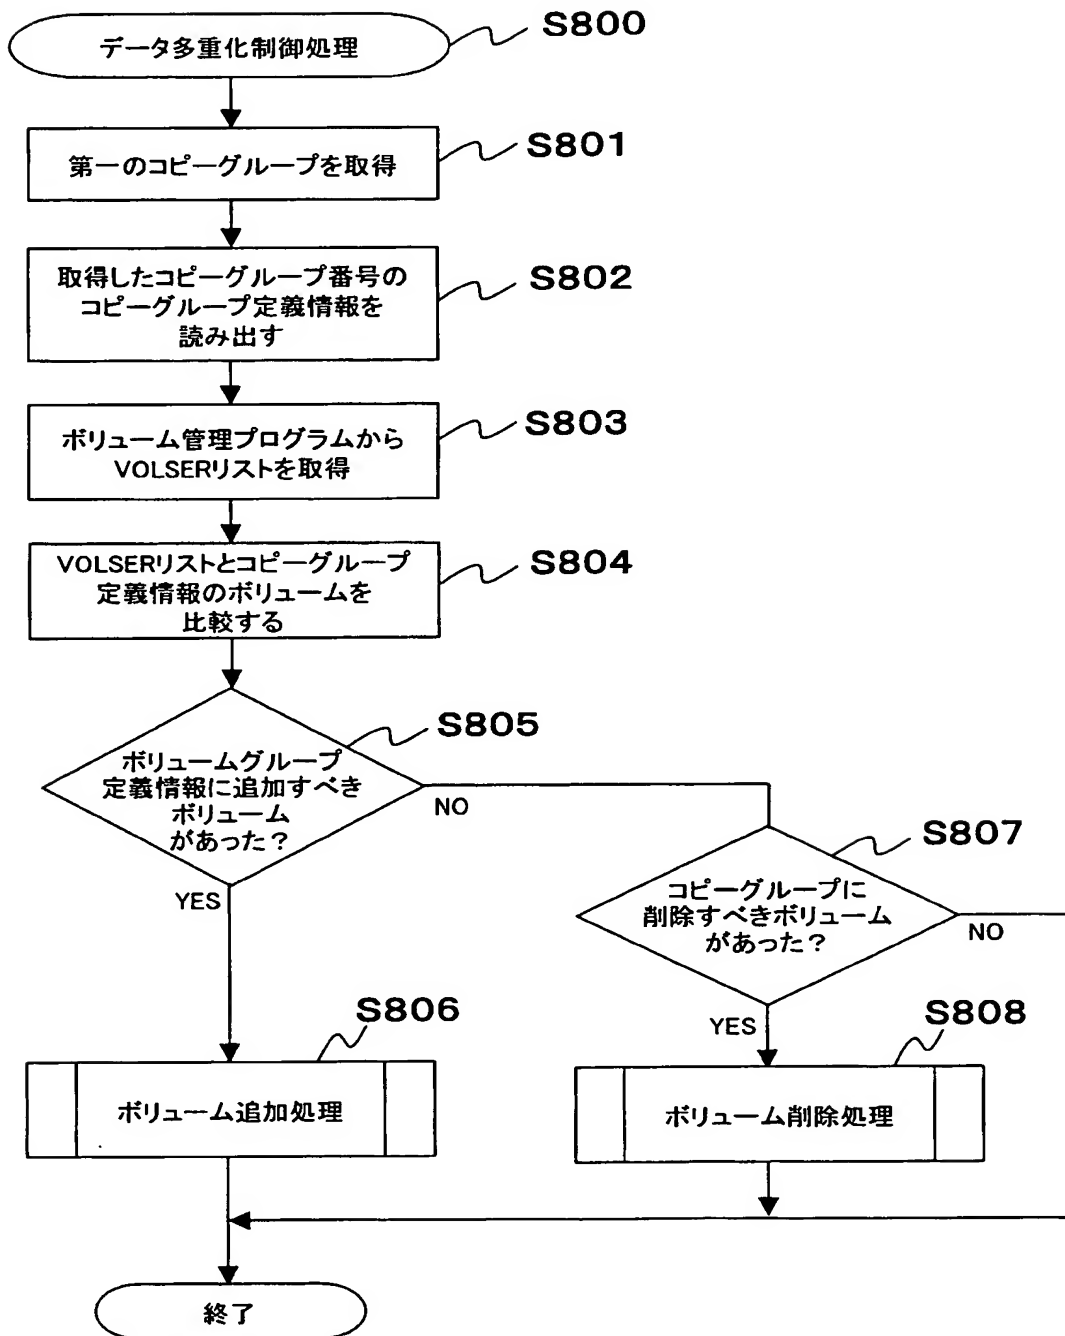 データ多重化制御処理
S800
第一のコピーグループを取得
S801
取得したコピーグループ番号の
コピーグループ定義情報を
読み出す
S802
ボリューム管理プログラムから
VOLSERリストを取得
S803
VOLSERリストとコピーグループ
定義情報のボリュームを
比較する
S804
ボリュームグループ
定義情報に追加すべき
ボリューム
があった?
S805
NO
YES
コピーグループに
削除すべきボリューム
があった?
S807
NO
YES
ボリューム追加処理
S806
ボリューム削除処理
S808
終了